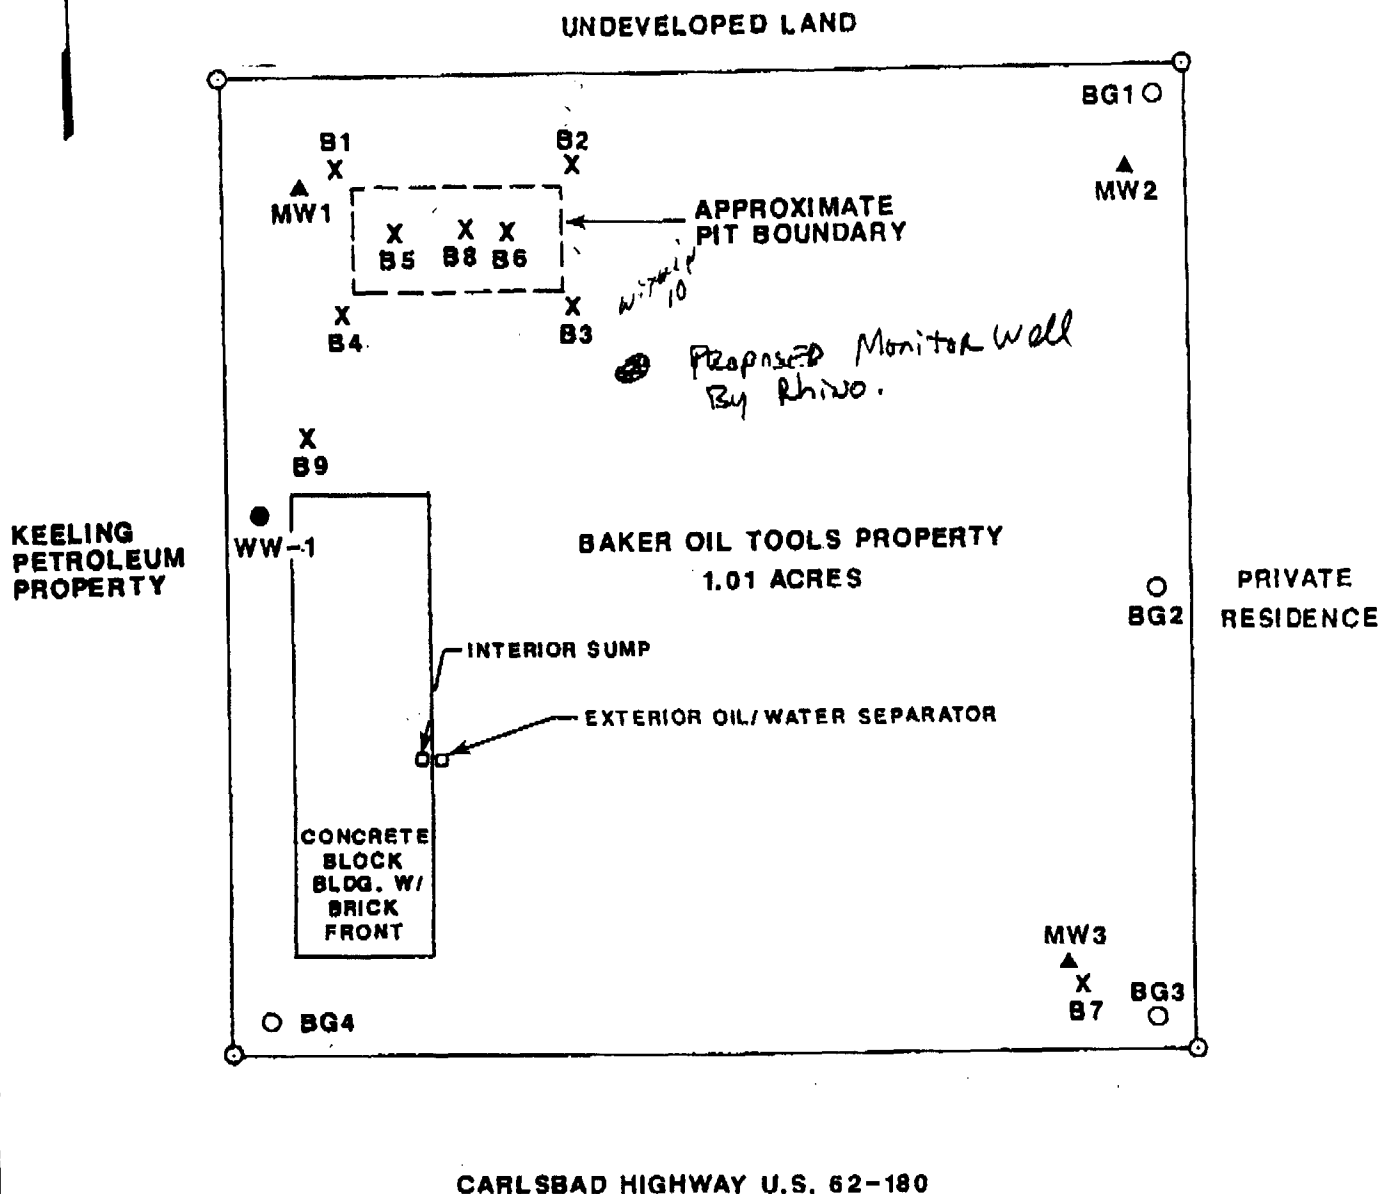 UNDEVELOPED LAND
BG1
B1
B2
MW1
MW2
APPROXIMATE
PIT BOUNDARY
B5
B8
B6
within
10
B4
B3
Proposed Monitor Well
By Rhino.
B9
WW-1
KEELING
PETROLEUM
PROPERTY
BAKER OIL TOOLS PROPERTY
1.01 ACRES
BG2
PRIVATE
RESIDENCE
INTERIOR SUMP
EXTERIOR OIL/WATER SEPARATOR
CONCRETE
BLOCK
BLDG. W/
BRICK
FRONT
MW3
B7
BG3
BG4
CARLSBAD HIGHWAY U.S. 62-180